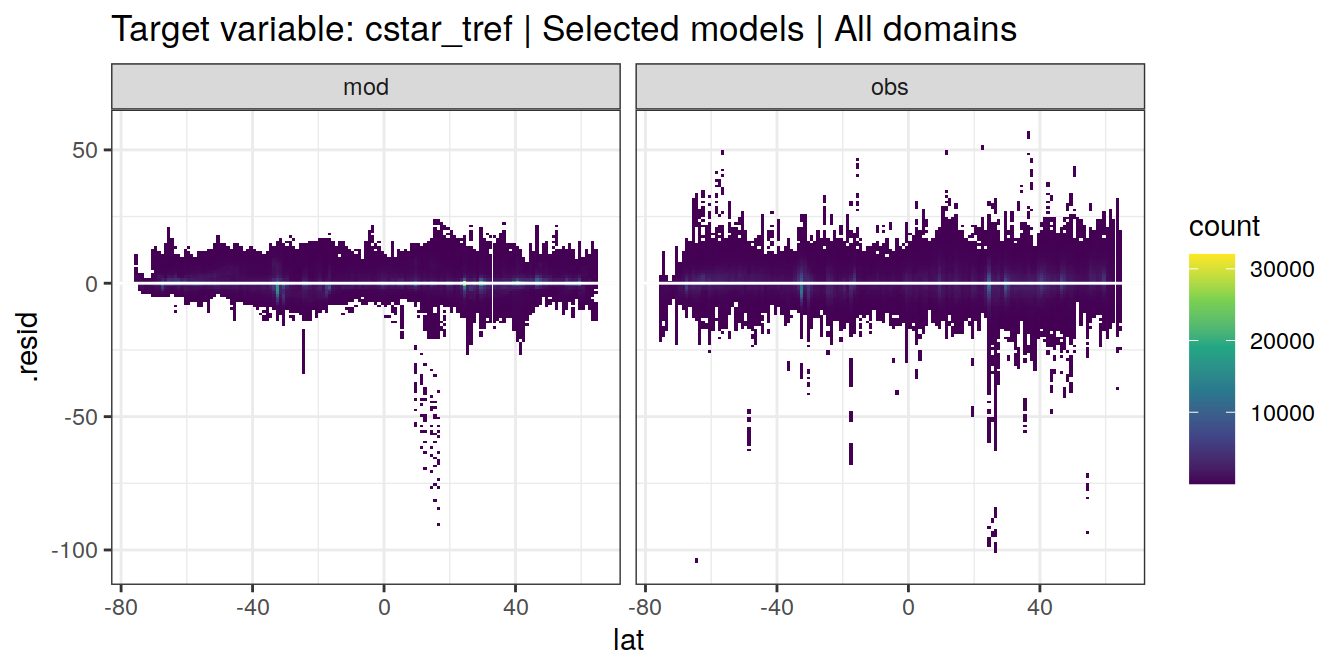 Target variable: cstar_tref | Selected models | All domains
mod
obs
50
0
-50
-100
.resid
-80
-40
0
40
-80
-40
0
40
lat
count
30000
20000
10000